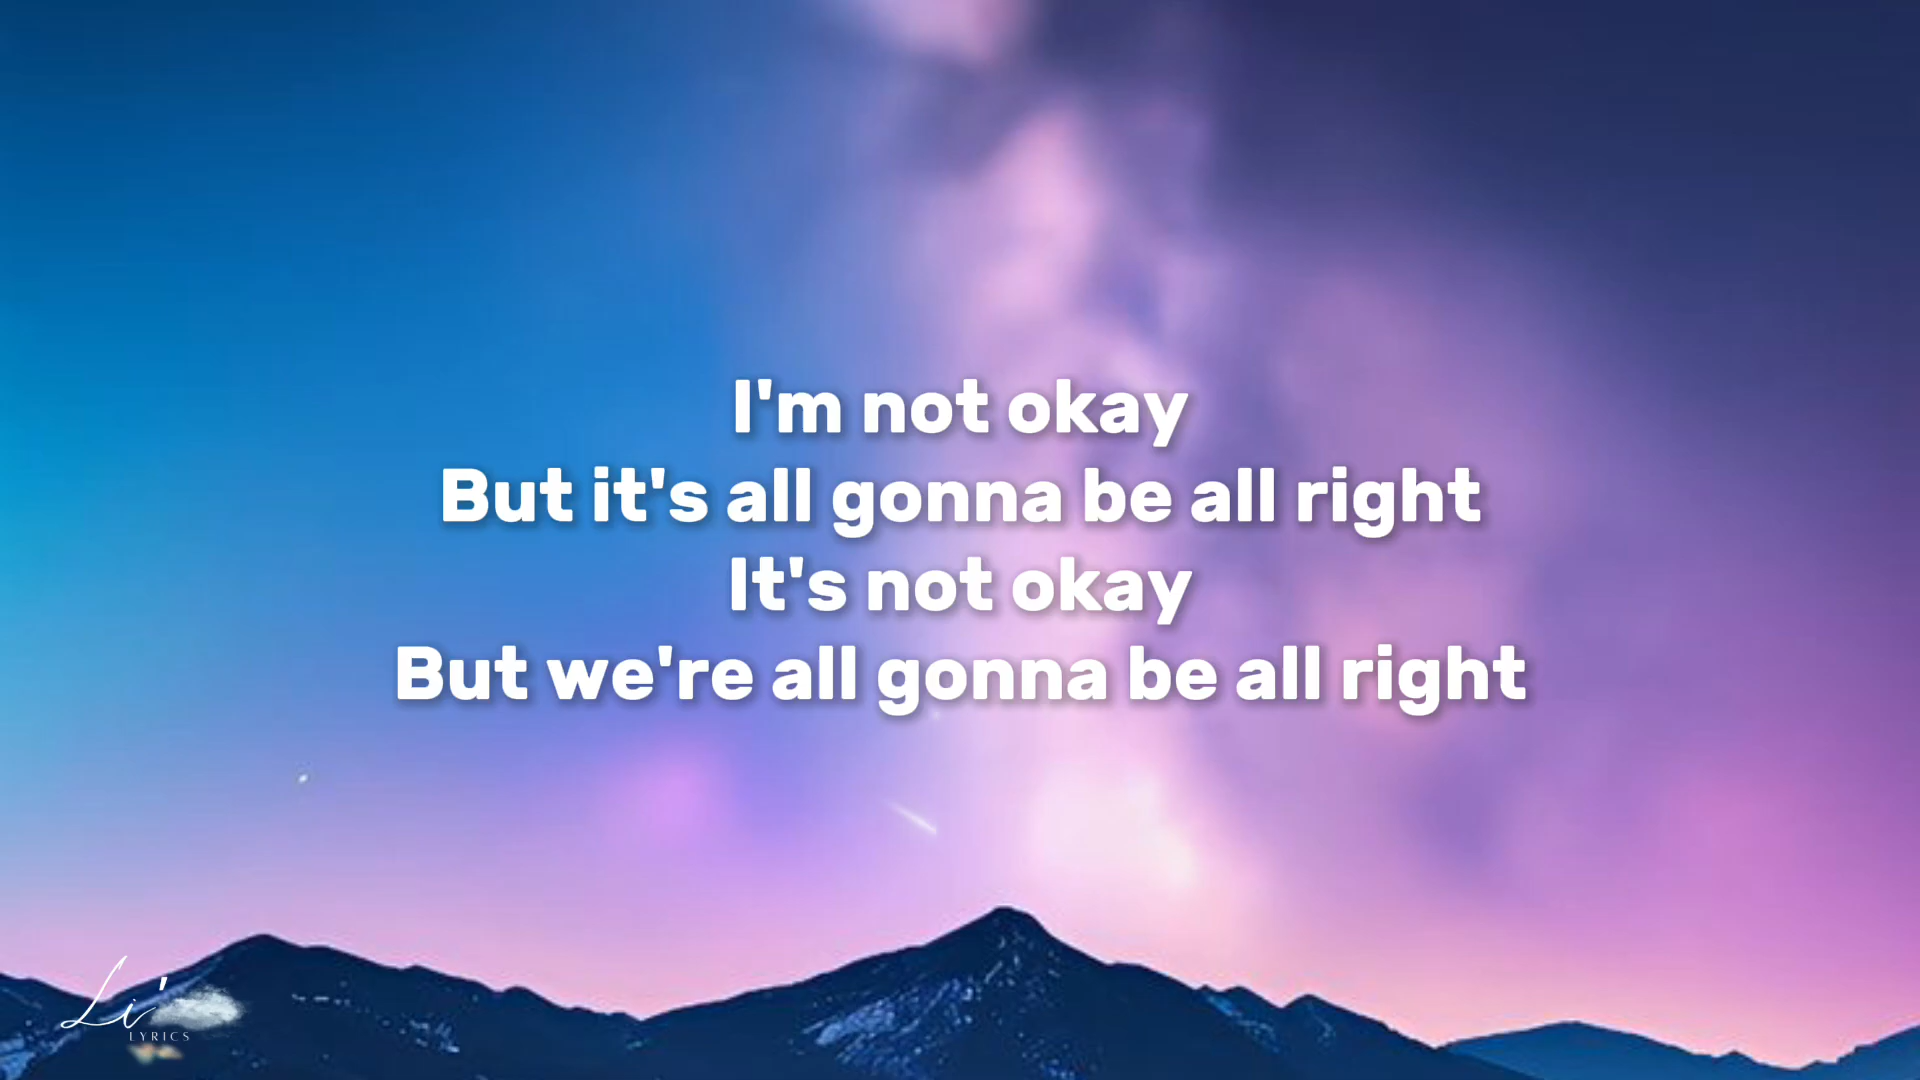 I'm not okay
But it's all gonna be all right
It's not okay
But we're all gonna be all right
Li'
LYRICS